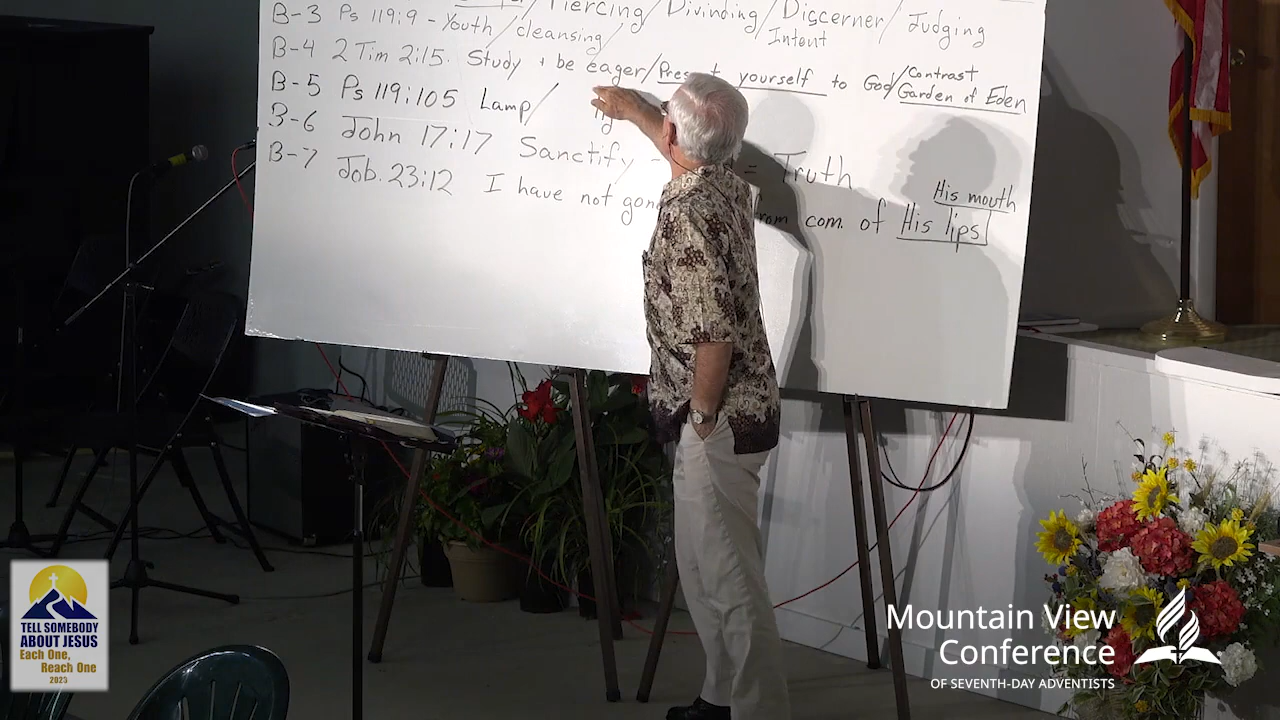 B-3 Ps 119:9 - Youth/cleansing/ Piercing/Divinding/Discerner/Judging
Intent
B-4 2 Tim 2:15. Study + be eager/Present yourself to God/Contrast
Garden of Eden
B-5 Ps 119:105 Lamp/
B-6 John 17:17 Sanctify - = Truth
B-7 Job. 23:12 I have not from com. of His lips
His mouth
TELL SOMEBODY
ABOUT JESUS
Each One,
Reach One
2023
Mountain View
Conference
OF SEVENTH-DAY ADVENTISTS